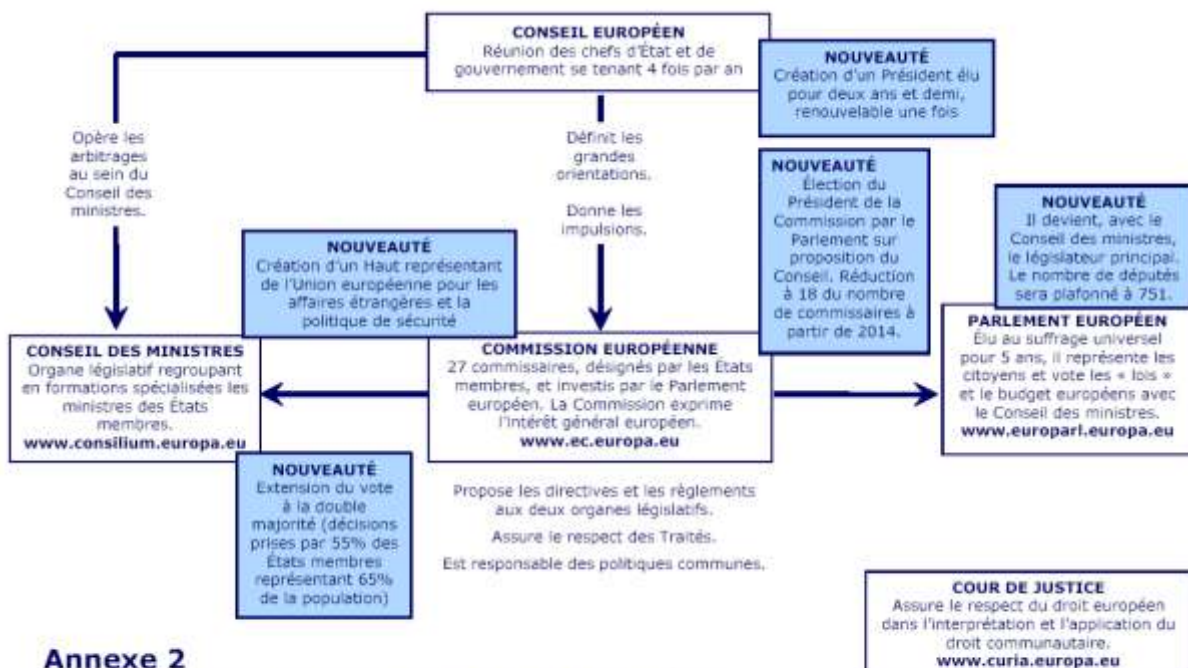 CONSEIL EUROPÉEN
Réunion des chefs d'État et de
gouvernement se tenant 4 fois par an
NOUVEAUTÉ
Création d'un Président élu
pour deux ans et demi,
renouvelable une fois
Opère les
arbitrages
au sein du
Conseil des
ministres.
Définit les
grandes
orientations.
Donne les
impulsions.
NOUVEAUTÉ
Élection du
Président de la
Commission par le
Parlement sur
proposition du
Conseil. Réduction
à 18 du nombre
de commissaires à
partir de 2014.
NOUVEAUTÉ
Il devient, avec le
Conseil des ministres,
le législateur principal.
Le nombre de députés
sera plafonné à 751.
NOUVEAUTÉ
Création d'un Haut représentant
de l'Union européenne pour les
affaires étrangères et la
politique de sécurité
CONSEIL DES MINISTRES
Organe législatif regroupant
en formations spécialisées les
ministres des États
membres.
www.consilium.europa.eu
COMMISSION EUROPÉENNE
27 commissaires, désignés par les États
membres, et investis par le Parlement
européen. La Commission exprime
l'intérêt général européen.
www.ec.europa.eu
PARLEMENT EUROPÉEN
Élu au suffrage universel
pour 5 ans, il représente les
citoyens et vote les « lois »
et le budget européens avec
le Conseil des ministres.
www.europarl.europa.eu
NOUVEAUTÉ
Extension du vote
à la double
majorité (décisions
prises par 55% des
États membres
représentant 65%
de la population)
Propose les directives et les règlements
aux deux organes législatifs.
Assure le respect des Traités.
Est responsable des politiques communes.
COUR DE JUSTICE
Assure le respect du droit européen
dans l'interprétation et l'application du
droit communautaire.
www.curia.europa.eu
Annexe 2